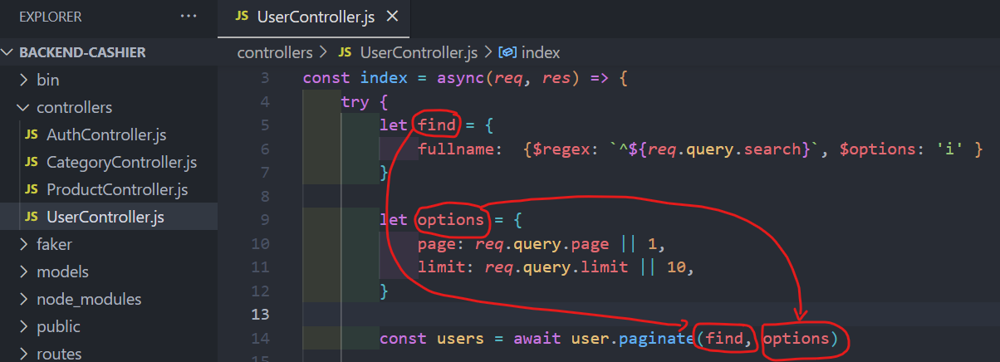 EXPLORER
···
JS UserController.js ×
BACKEND-CASHIER
controllers > JS UserController.js > index
bin
controllers
JS AuthController.js
JS CategoryController.js
JS ProductController.js
JS UserController.js
faker
models
node_modules
public
routes
3 const index = async(req, res) => {
4 try {
5 let find = {
6 fullname:  {$regex: `^${req.query.search}`, $options: 'i' }
7 }
8
9 let options = {
10 page: req.query.page || 1,
11 limit: req.query.limit || 10,
12 }
13
14 const users = await user.paginate(find, options)